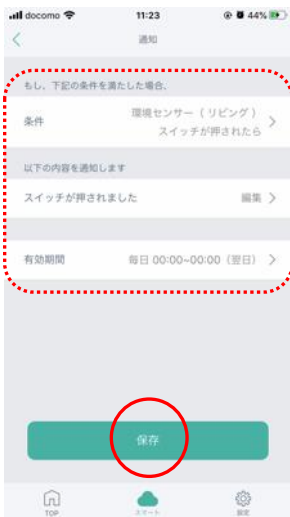 docomo 11:23 44%
通知
もし、下記の条件を満たした場合、
条件 環境センサー（リビング）
スイッチが押されたら
以下の内容を通知します
スイッチが押されました 編集
有効期間 毎日 00:00~00:00（翌日）
保存
TOP スマート 設定